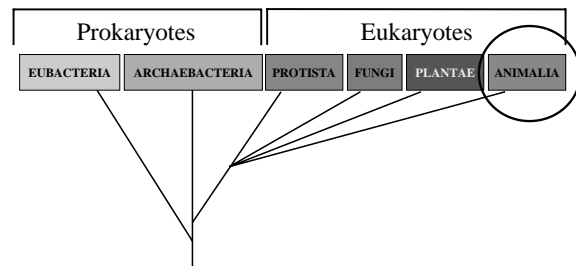 Prokaryotes Eukaryotes
EUBACTERIA ARCHAEBACTERIA PROTISTA FUNGI PLANTAE ANIMALIA